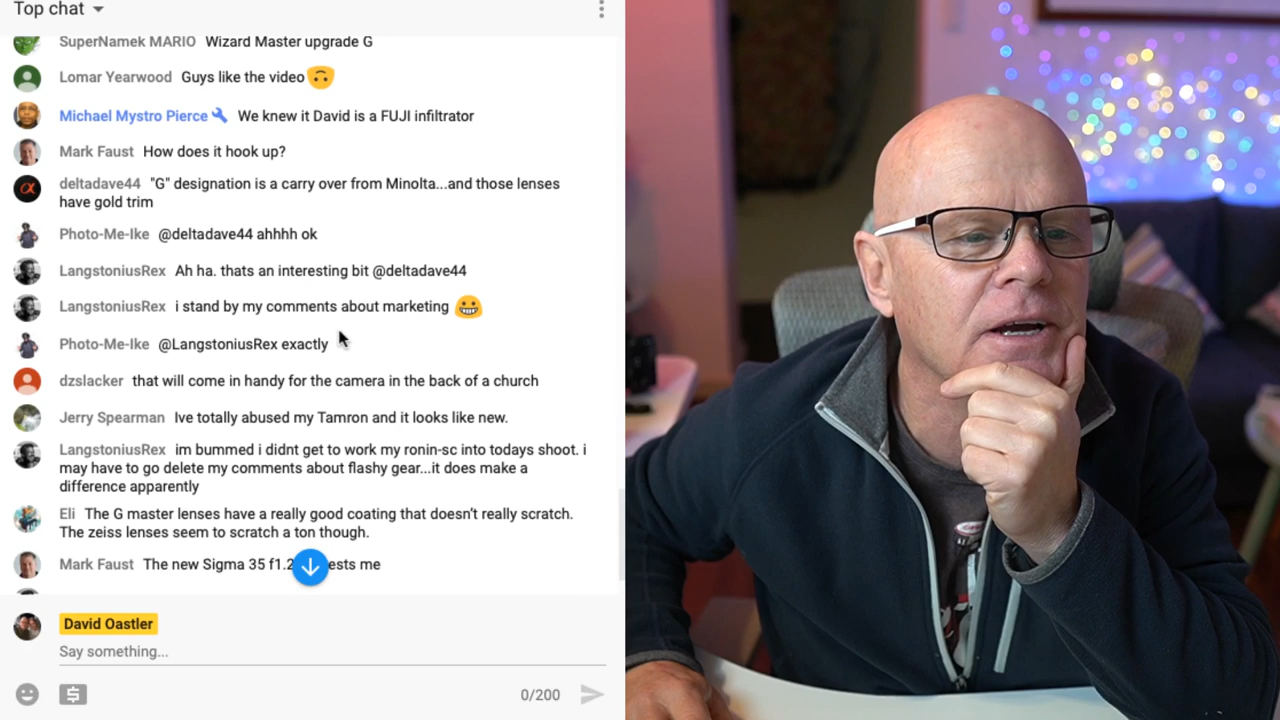 Top chat
SuperNamek MARIO Wizard Master upgrade G
Lomar Yearwood Guys like the video
Michael Mystro Pierce We knew it David is a FUJI infiltrator
Mark Faust How does it hook up?
deltadave44 "G" designation is a carry over from Minolta...and those lenses
have gold trim
Photo-Me-Ike @deltadave44 ahhhh ok
LangstoniusRex Ah ha. thats an interesting bit @deltadave44
LangstoniusRex i stand by my comments about marketing
Photo-Me-Ike @LangstoniusRex exactly
dzslacker that will come in handy for the camera in the back of a church
Jerry Spearman Ive totally abused my Tamron and it looks like new.
LangstoniusRex im bummed i didnt get to work my ronin-sc into todays shoot. i
may have to go delete my comments about flashy gear...it does make a
difference apparently
Eli The G master lenses have a really good coating that doesn't really scratch.
The zeiss lenses seem to scratch a ton though.
Mark Faust The new Sigma 35 f1.2 ests me
David Oastler
Say something...
0/200